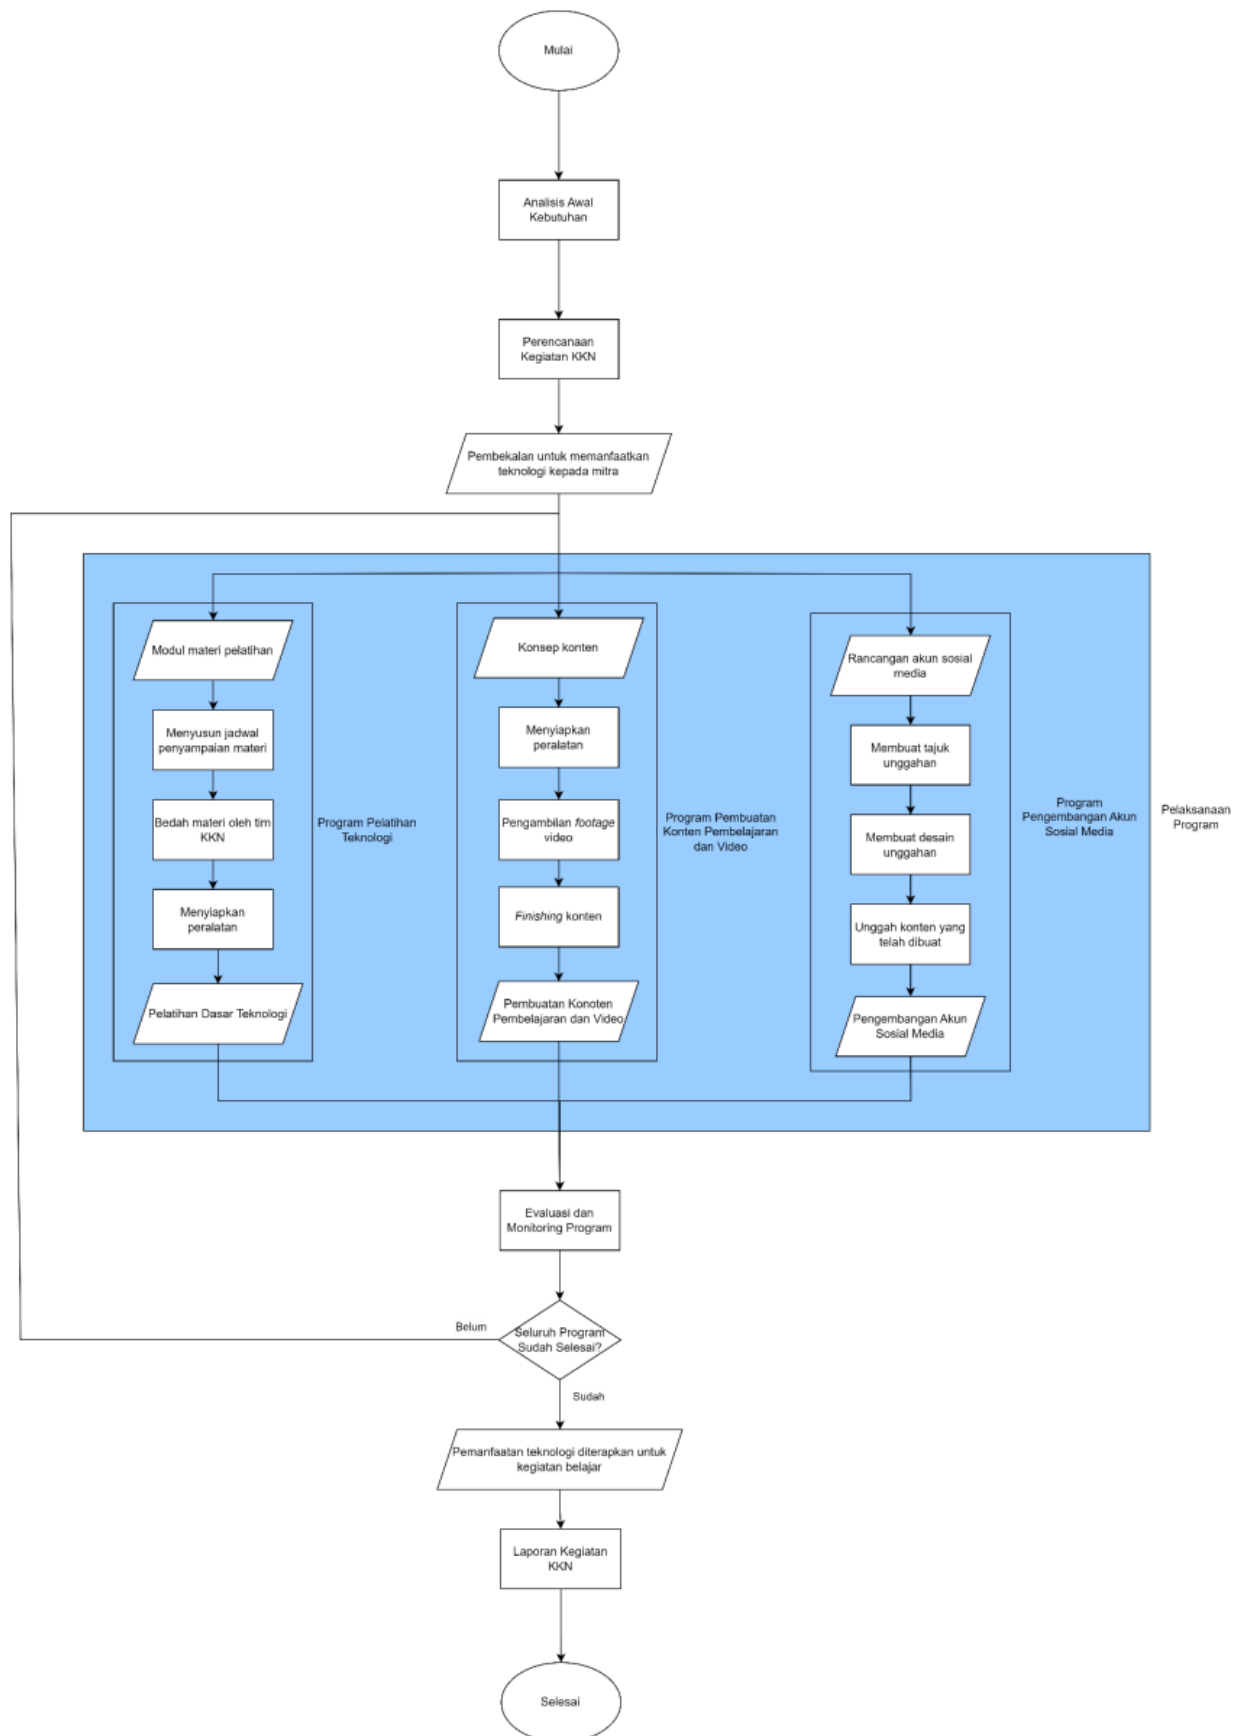 Mulai
Analisis Awal
Kebutuhan
Perencanaan
Kegiatan KKN
Pembekalan untuk memanfaatkan
teknologi kepada mitra
Modul materi pelatihan
Menyusun jadwal
penyampaian materi
Bedah materi oleh tim
KKN
Menyiapkan
peralatan
Pelatihan Dasar Teknologi
Program Pelatihan
Teknologi
Konsep konten
Menyiapkan
peralatan
Pengambilan footage
video
Finishing konten
Pembuatan Konoten
Pembelajaran dan Video
Program Pembuatan
Konten Pembelajaran
dan Video
Rancangan akun sosial
media
Membuat tajuk
unggahan
Membuat desain
unggahan
Unggah konten yang
telah dibuat
Pengembangan Akun
Sosial Media
Program
Pengembangan Akun
Sosial Media
Pelaksanaan
Program
Evaluasi dan
Monitoring Program
Belum
Seluruh Program
Sudah Selesai?
Sudah
Pemanfaatan teknologi diterapkan untuk
kegiatan belajar
Laporan Kegiatan
KKN
Selesai